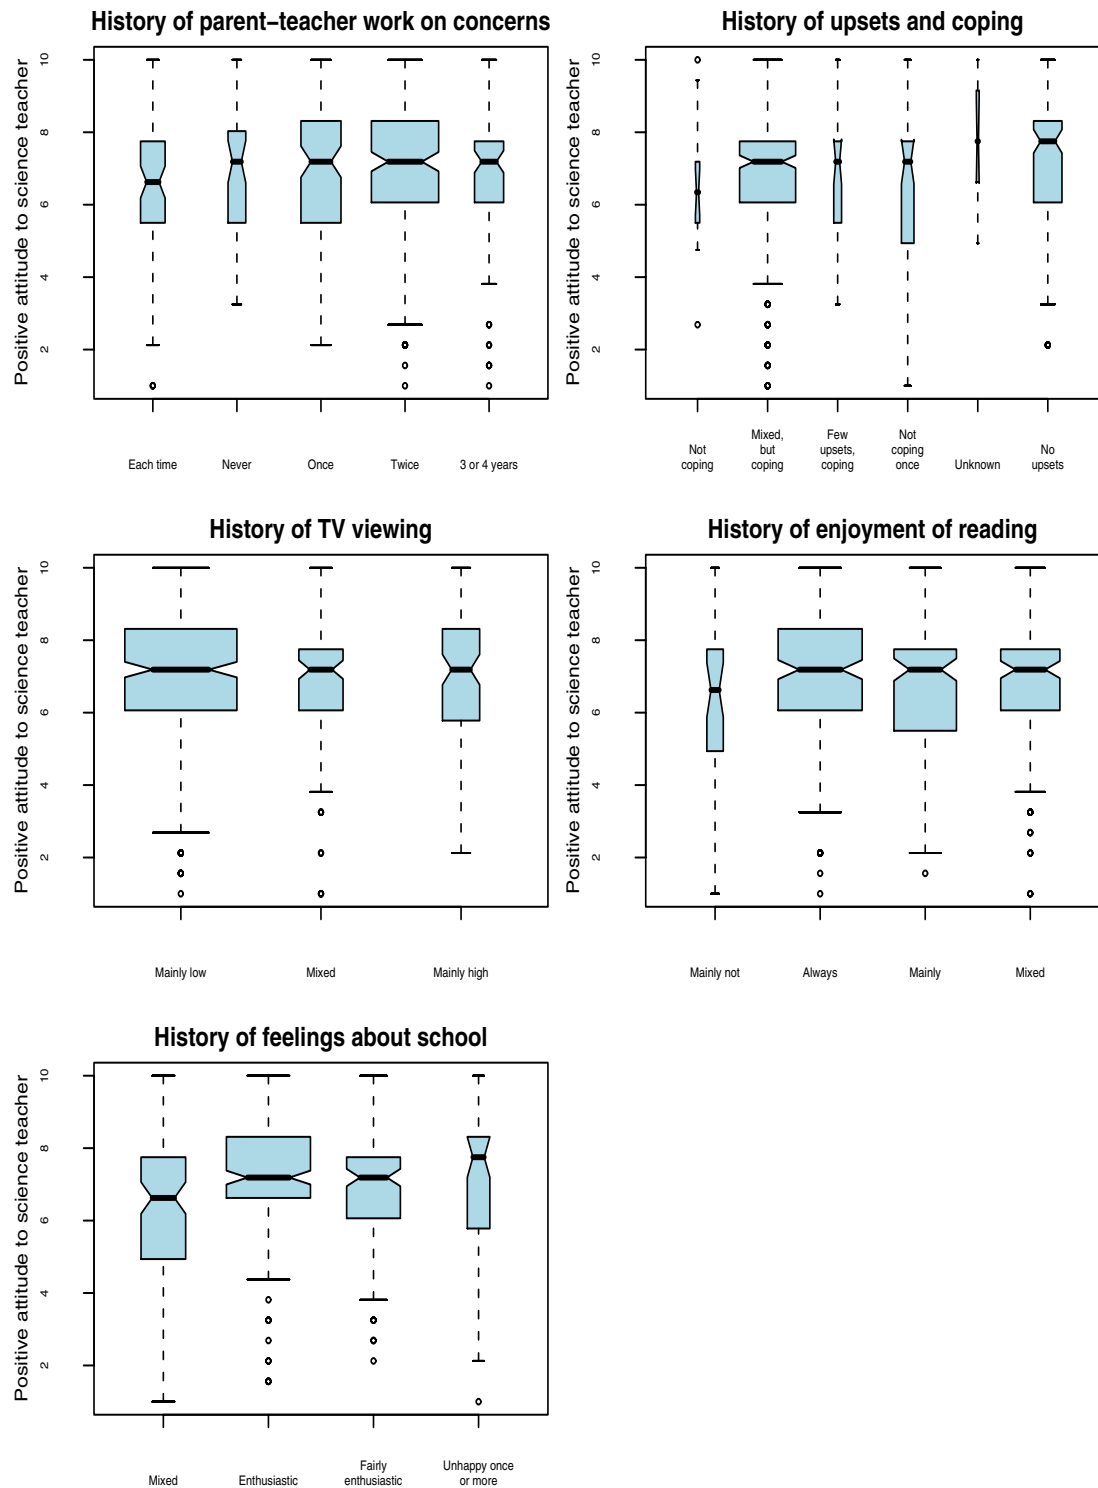 History of parent–teacher work on concerns
Positive attitude to science teacher
10
8
6
4
2
Each time Never Once Twice 3 or 4 years
History of upsets and coping
Positive attitude to science teacher
10
8
6
4
2
Not
coping
Mixed,
but
coping
Few
upsets,
coping
Not
coping
once
Unknown
No
upsets
History of TV viewing
Positive attitude to science teacher
10
8
6
4
2
Mainly low Mixed Mainly high
History of enjoyment of reading
Positive attitude to science teacher
10
8
6
4
2
Mainly not Always Mainly Mixed
History of feelings about school
Positive attitude to science teacher
10
8
6
4
2
Mixed
Enthusiastic
Fairly
enthusiastic
Unhappy once
or more